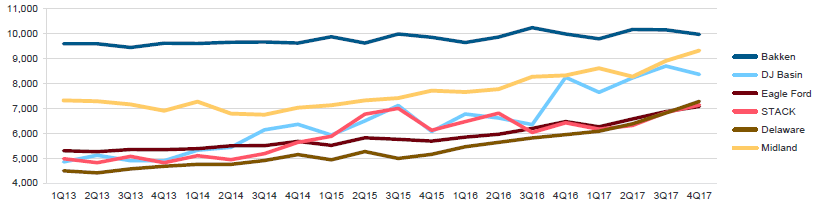 11,000
10,000
9,000
8,000
7,000
6,000
5,000
4,000
1Q13 2Q13 3Q13 4Q13 1Q14 2Q14 3Q14 4Q14 1Q15 2Q15 3Q15 4Q15 1Q16 2Q16 3Q16 4Q16 1Q17 2Q17 3Q17 4Q17
Bakken
DJ Basin
Eagle Ford
STACK
Delaware
Midland